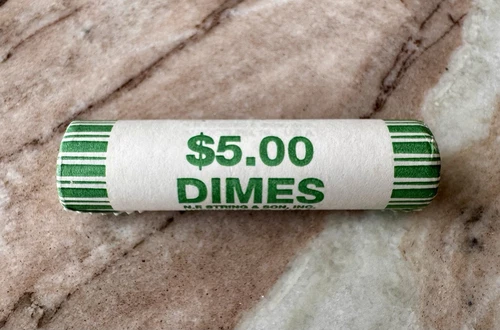 $5.00
DIMES
N.F. STRING & SON, INC.